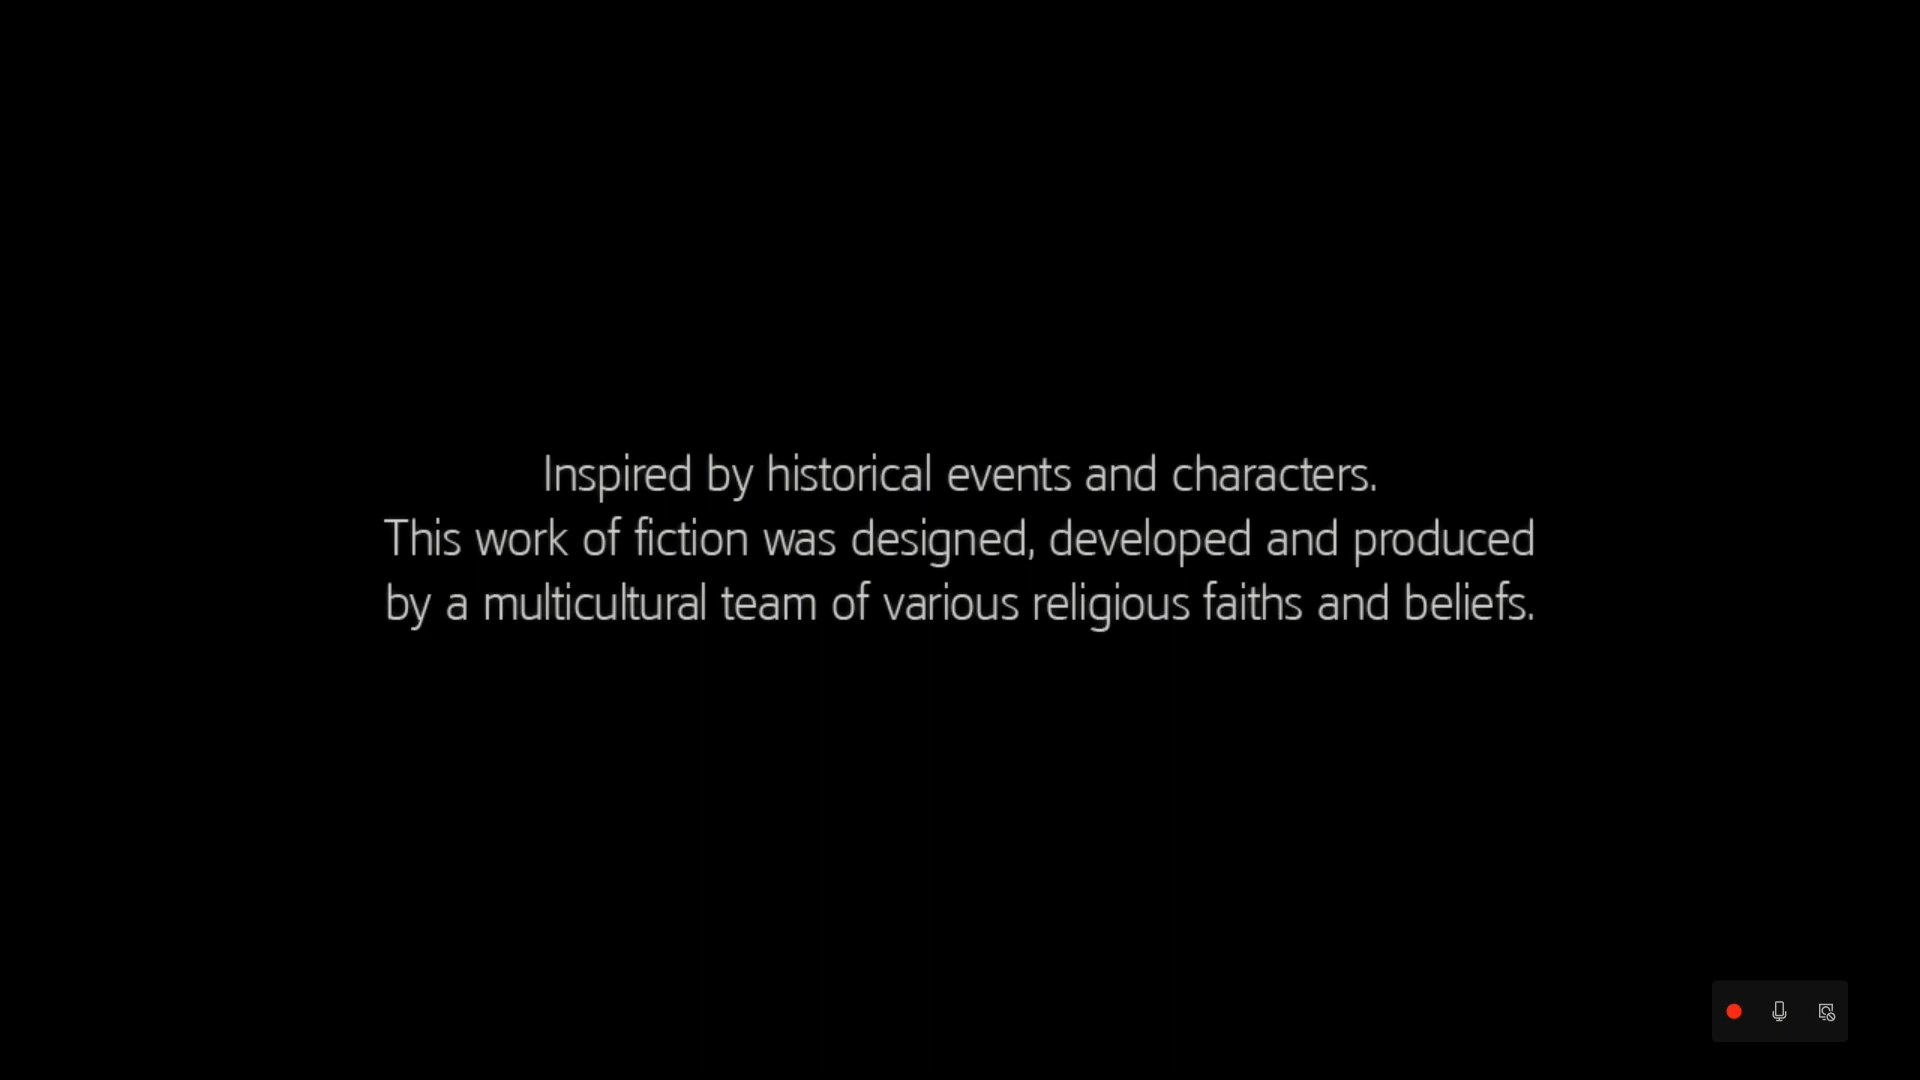 Inspired by historical events and characters.
This work of fiction was designed, developed and produced
by a multicultural team of various religious faiths and beliefs.